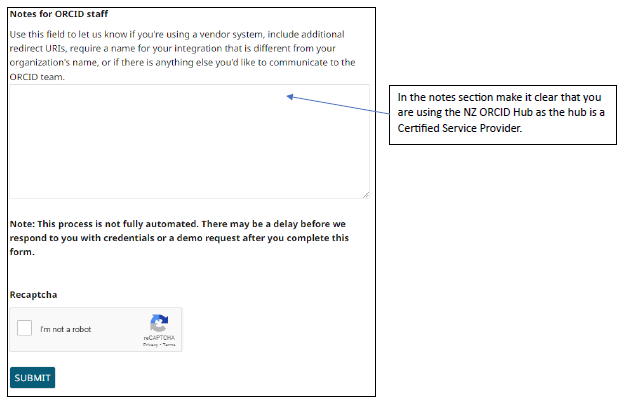 Notes for ORCID staff
Use this field to let us know if you're using a vendor system, include additional
redirect URIs, require a name for your integration that is different from your
organization's name, or if there is anything else you'd like to communicate to the
ORCID team.
In the notes section make it clear that you
are using the NZ ORCID Hub as the hub is a
Certified Service Provider.
Note: This process is not fully automated. There may be a delay before we
respond to you with credentials or a demo request after you complete this
form.
Recaptcha
I'm not a robot
reCAPTCHA
Privacy - Terms
SUBMIT